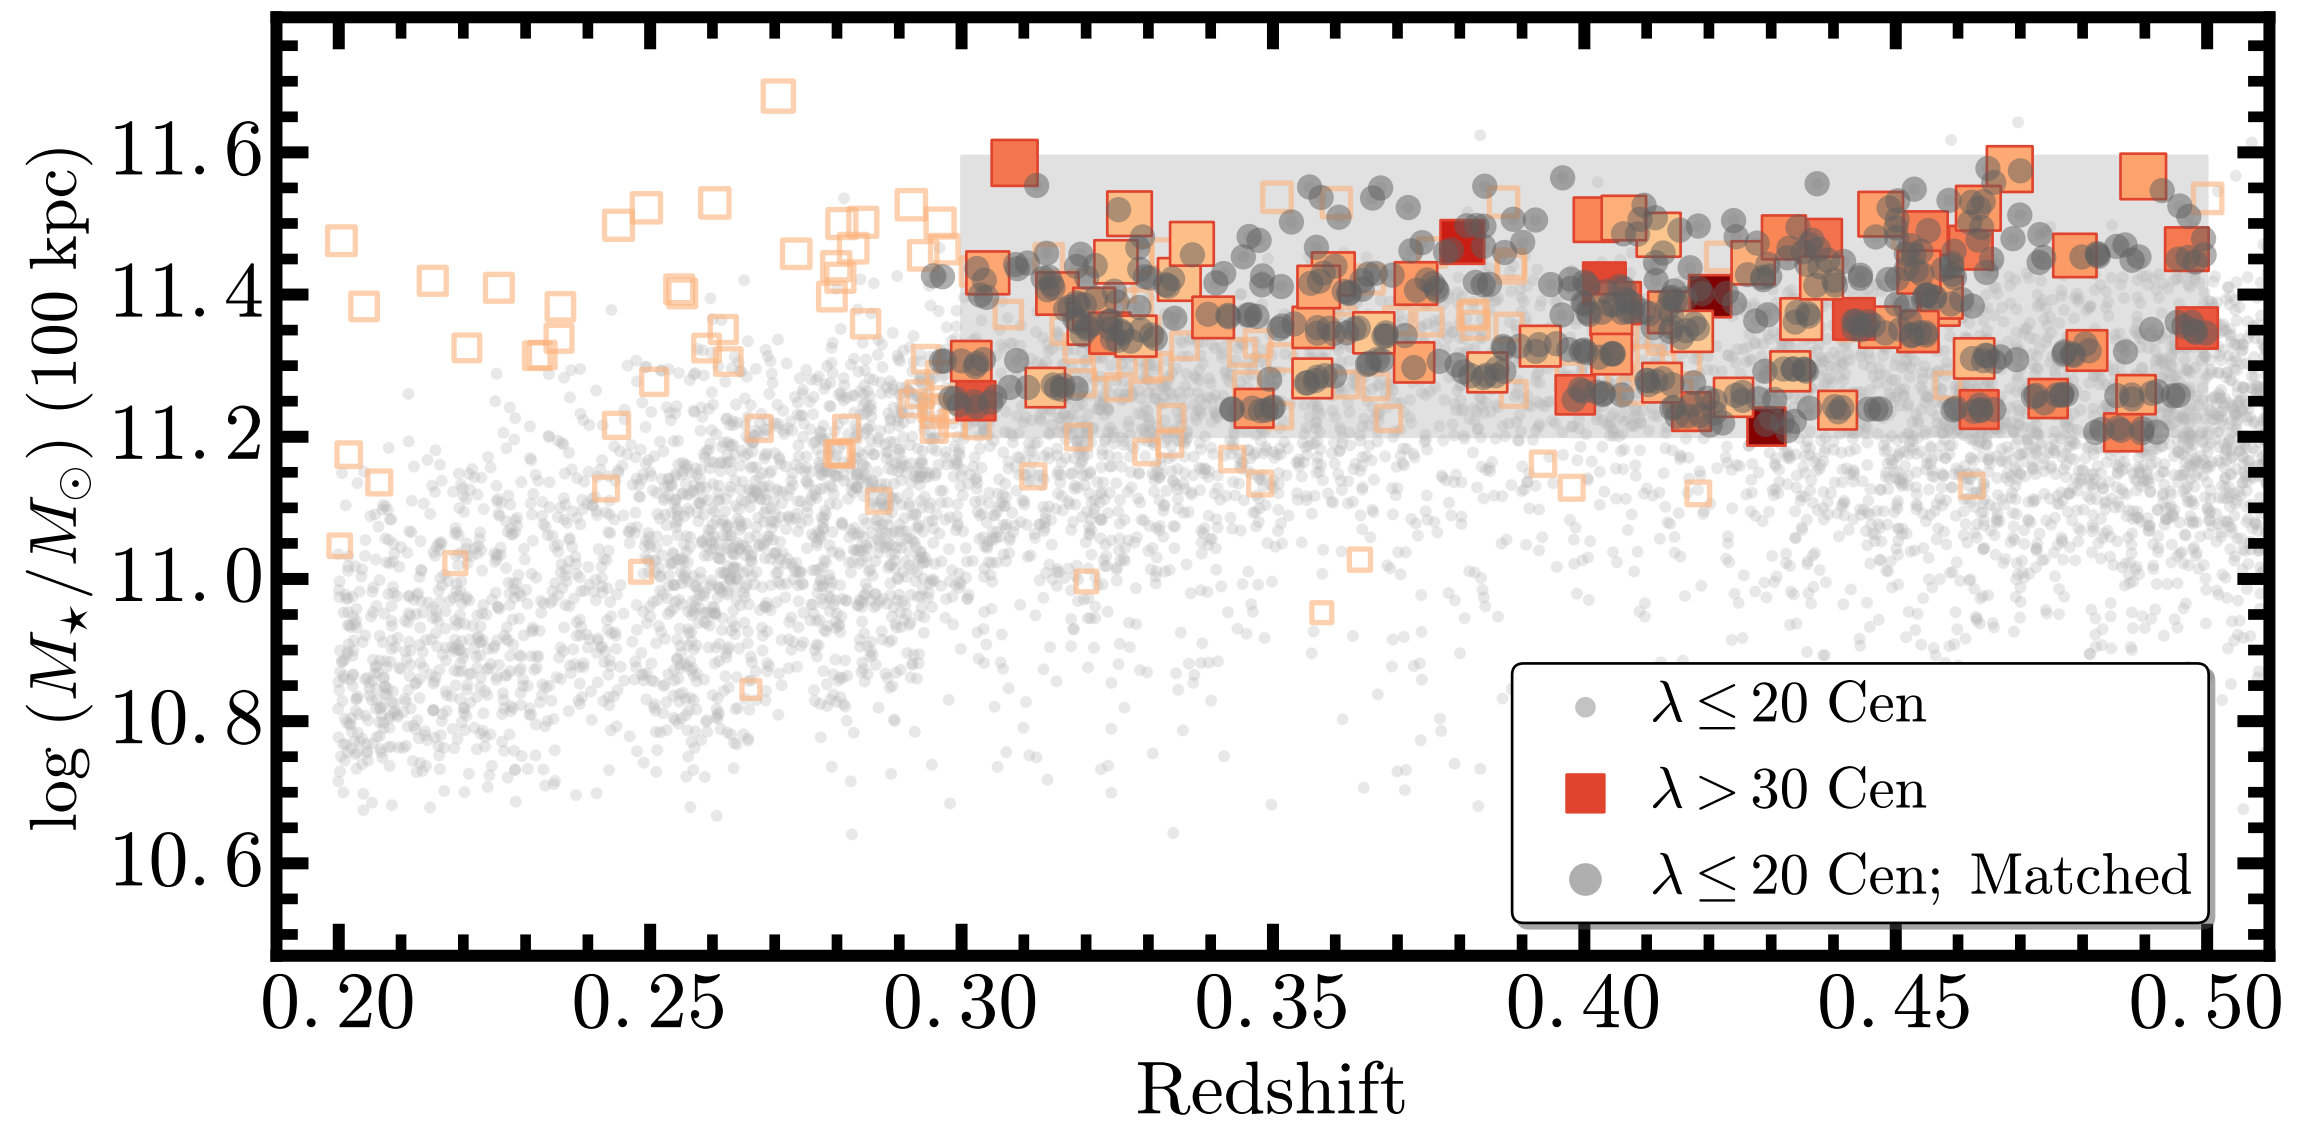 log (M⋆/M⊙) (100 kpc)
11.6
11.4
11.2
11.0
10.8
10.6
λ ≤ 20 Cen
λ > 30 Cen
λ ≤ 20 Cen; Matched
0.20 0.25 0.30 0.35 0.40 0.45 0.50
Redshift